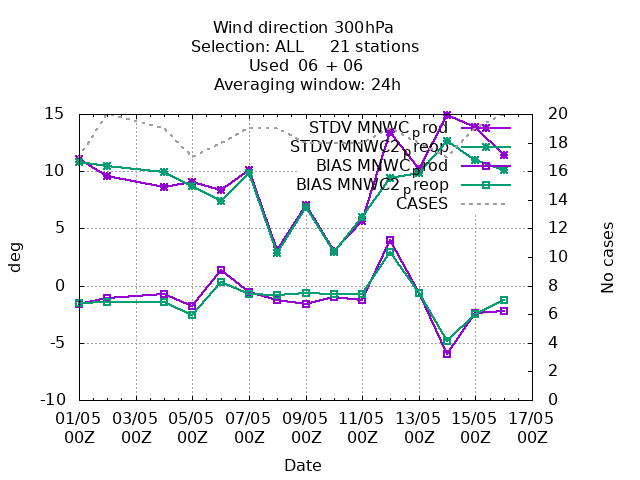 Wind direction 300hPa
Selection: ALL 21 stations
Used 06 + 06
Averaging window: 24h
15
10
5
0
-5
-10
deg
20
18
16
14
12
10
8
6
4
2
0
No cases
STDV MNWC_prod
STDV MNWC2_preop
BIAS MNWC_prod
BIAS MNWC2_preop
CASES
01/05 03/05 05/05 07/05 09/05 11/05 13/05 15/05 17/05
00Z 00Z 00Z 00Z 00Z 00Z 00Z 00Z 00Z
Date